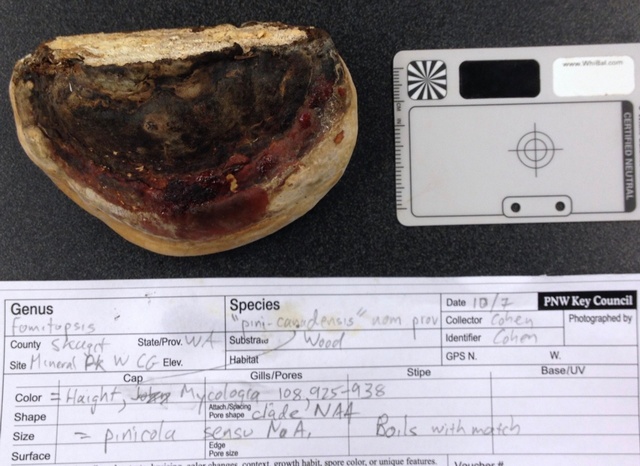 www.WhiBal.com
CERTIFIED NEUTRAL
Genus Species Date 10/7 PNW Key Council
fomitopsis "pini-canadensis" nom prov Collector Cohen Photographed by
County Skagit State/Prov. WA Substrate Wood Identifier Cohen
Site Mineral Pk W CG Elev. Habitat GPS N. W.
Cap Gills/Pores Stipe Base/UV
Color = Haight, Mycologia 108, 925-938
Shape Attach/Spacing Pore shape clade NAA
Size = pinicola sensu NoA, Boils with match
Edge
Surface Pore size
color changes, context, growth habit, spore color, or unique features.
Voucher#